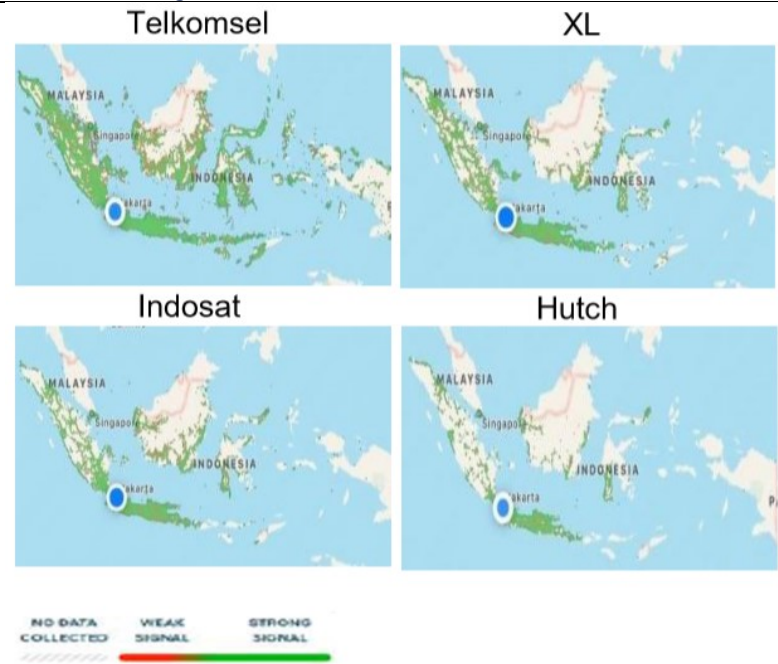 Telkomsel
XL
MALAYSIA
Singapore
INDONESIA
akarta
MALAYSIA
Singapore
INDONESIA
akarta
Indosat
Hutch
MALAYSIA
Singapore
INDONESIA
akarta
MALAYSIA
Singapore
INDONESIA
akarta
P
NO DATA COLLECTED
WEAK SIGNAL
STRONG SIGNAL